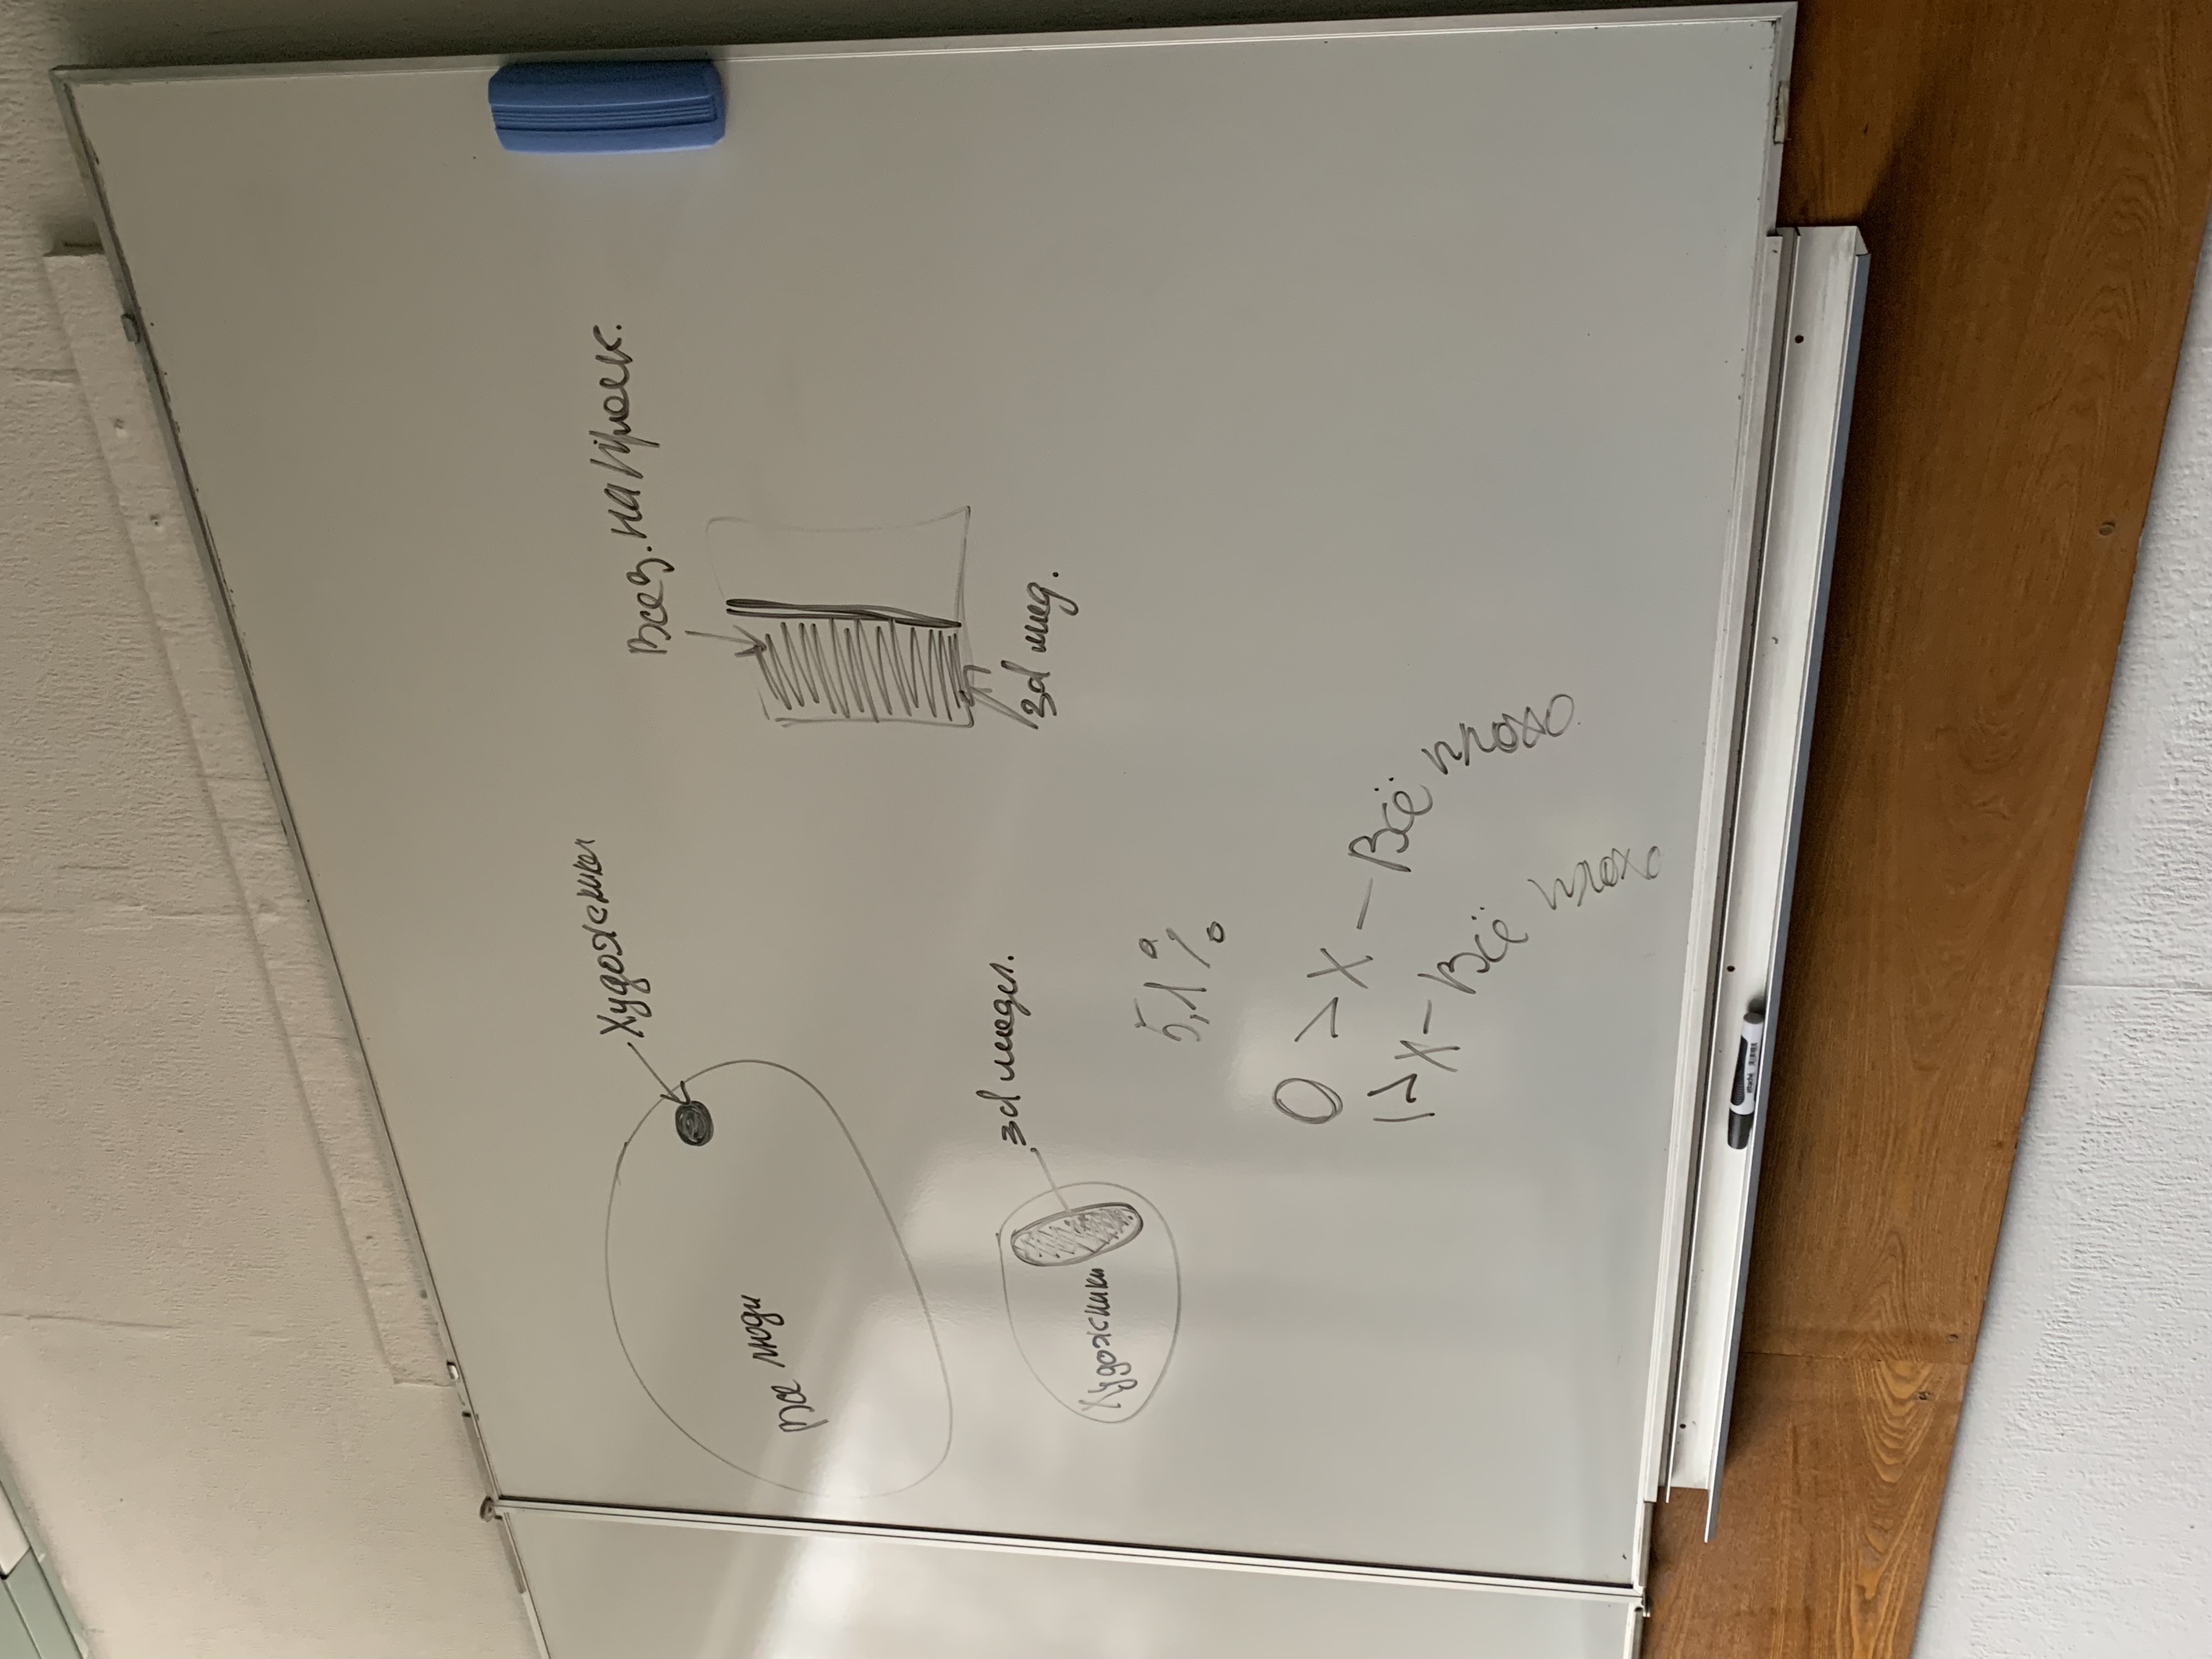 Художники
Все люди
на проек.
3d модел.
Художники
3d мод.
5,1%
0 > X - Всё плохо
1 > X - Всё плохо
attaché